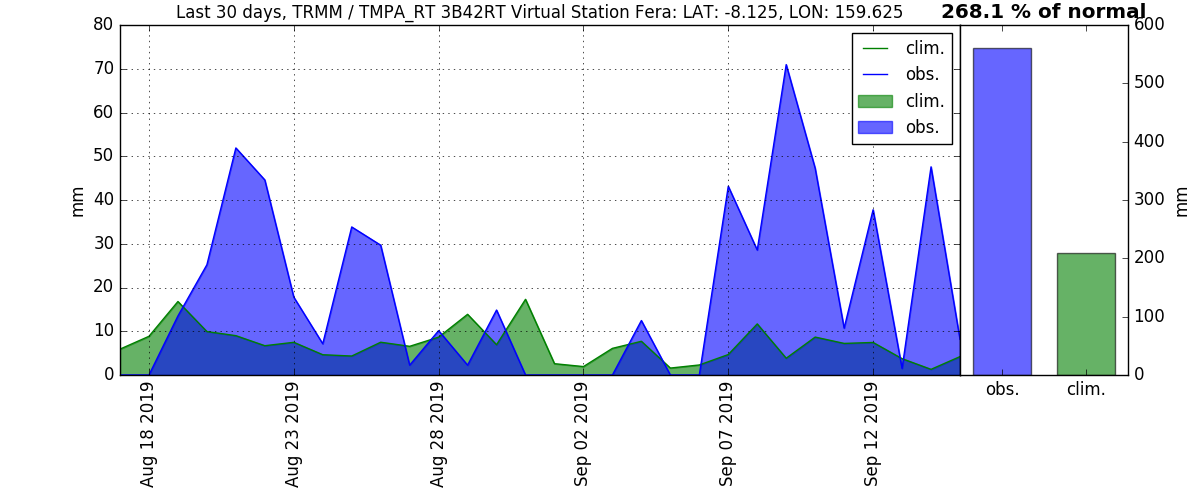 Last 30 days, TRMM / TMPA_RT 3B42RT Virtual Station Fera: LAT: -8.125, LON: 159.625
268.1 % of normal
80
70
60
50
40
30
20
10
0
mm
clim.
obs.
clim.
obs.
600
500
400
300
200
100
0
mm
obs.
clim.
Aug 18 2019
Aug 23 2019
Aug 28 2019
Sep 02 2019
Sep 07 2019
Sep 12 2019